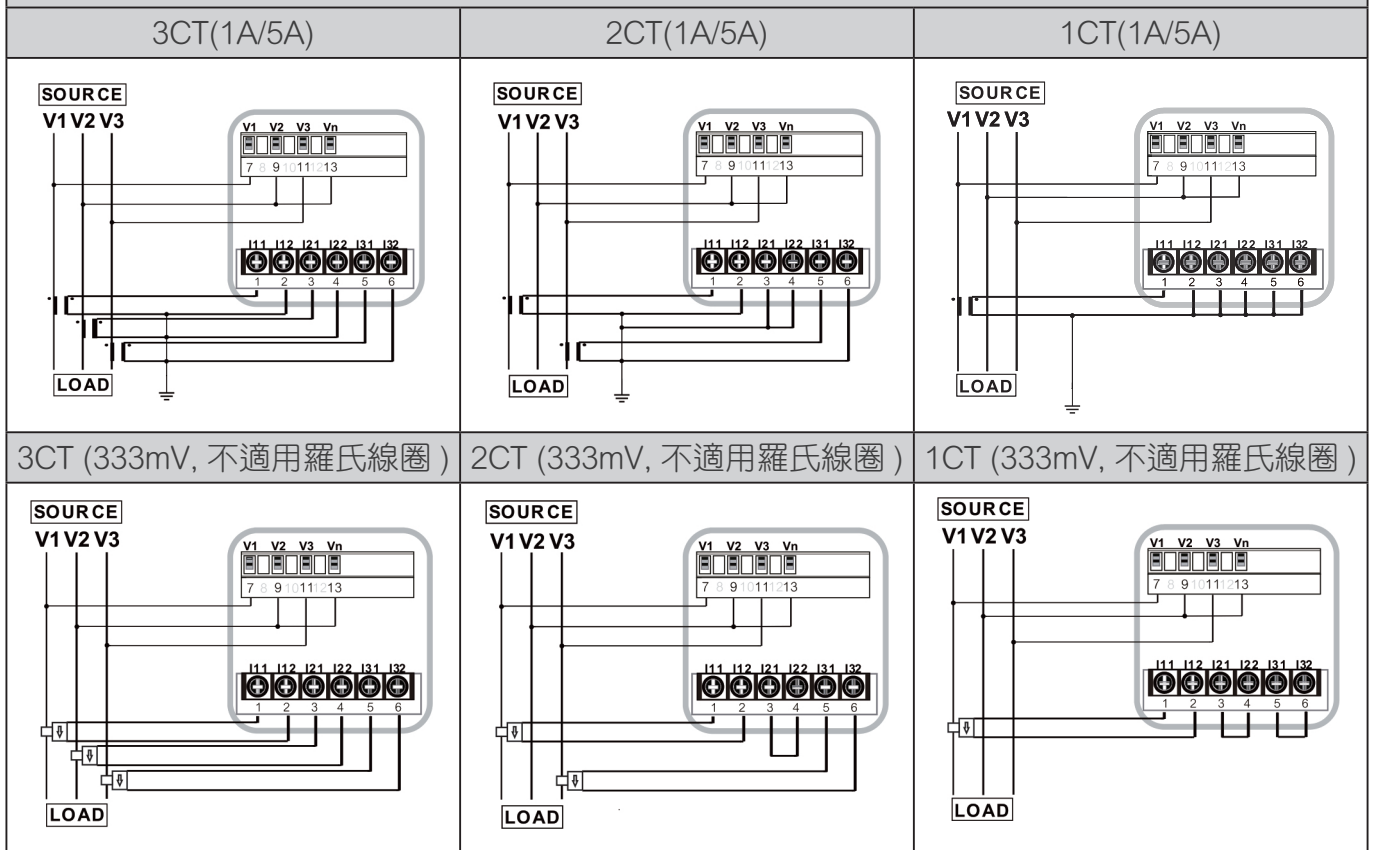 3CT(1A/5A)
2CT(1A/5A)
1CT(1A/5A)
SOURCE
V1 V2 V3
V1 V2 V3 Vn
7 8 9 10 11 12 13
I11 I12 I21 I22 I31 I32
1 2 3 4 5 6
LOAD
SOURCE
V1 V2 V3
V1 V2 V3 Vn
7 8 9 10 11 12 13
I11 I12 I21 I22 I31 I32
1 2 3 4 5 6
LOAD
SOURCE
V1 V2 V3
V1 V2 V3 Vn
7 8 9 10 11 12 13
I11 I12 I21 I22 I31 I32
1 2 3 4 5 6
LOAD
3CT (333mV, 不適用羅氏線圈 )
2CT (333mV, 不適用羅氏線圈 )
1CT (333mV, 不適用羅氏線圈 )
SOURCE
V1 V2 V3
V1 V2 V3 Vn
7 8 9 10 11 12 13
I11 I12 I21 I22 I31 I32
1 2 3 4 5 6
LOAD
SOURCE
V1 V2 V3
V1 V2 V3 Vn
7 8 9 10 11 12 13
I11 I12 I21 I22 I31 I32
1 2 3 4 5 6
LOAD
SOURCE
V1 V2 V3
V1 V2 V3 Vn
7 8 9 10 11 12 13
I11 I12 I21 I22 I31 I32
1 2 3 4 5 6
LOAD